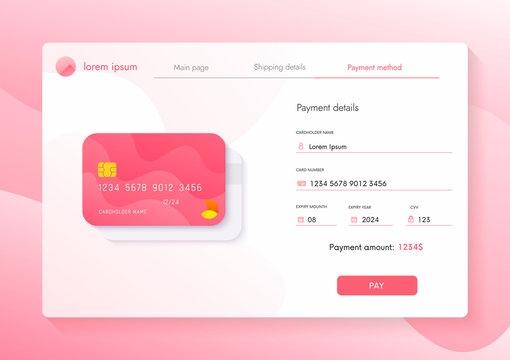 lorem ipsum
Main page
Shipping details
Payment method
Payment details
CARDHOLDER NAME
Lorem Ipsum
CARD NUMBER
1234 5678 9012 3456
EXPIRY MOUNTH
EXPIRY YEAR
CVV
08
2024
123
Payment amount: 1234$
PAY
1234 5678 9012 3456
12/24
CARDHOLDER NAME